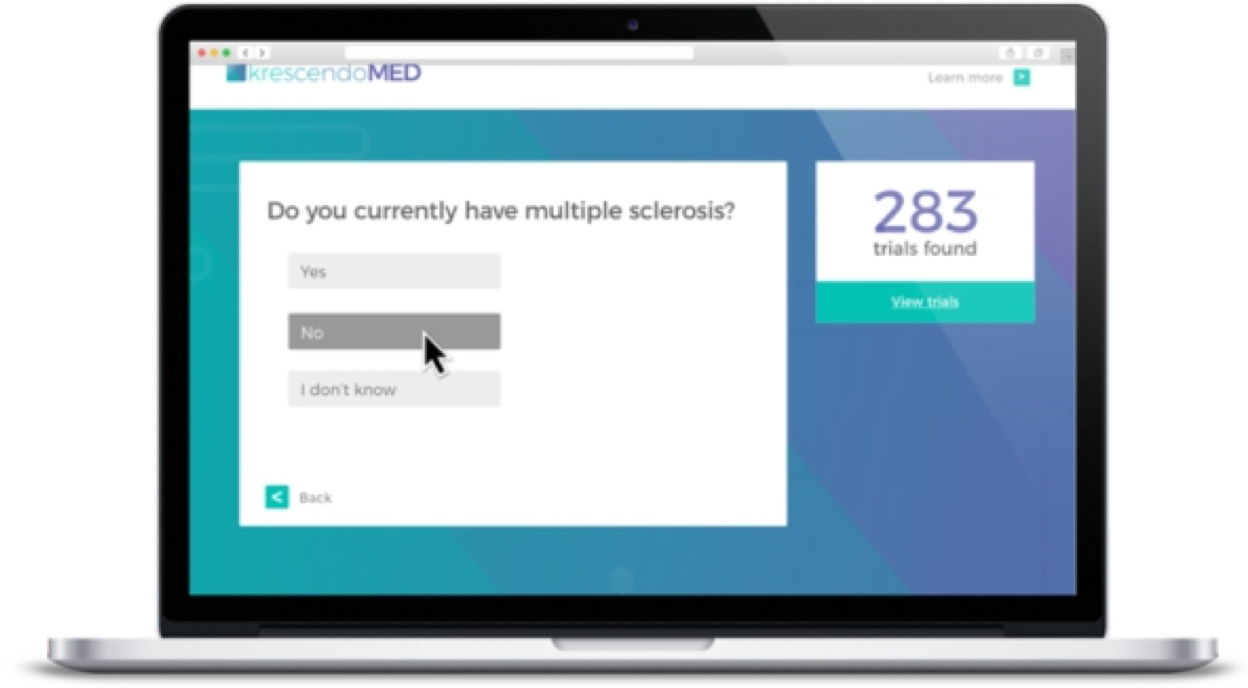 krescendoMED
Learn more >
Do you currently have multiple sclerosis?
Yes
No
I don't know
< Back
283
trials found
View trials